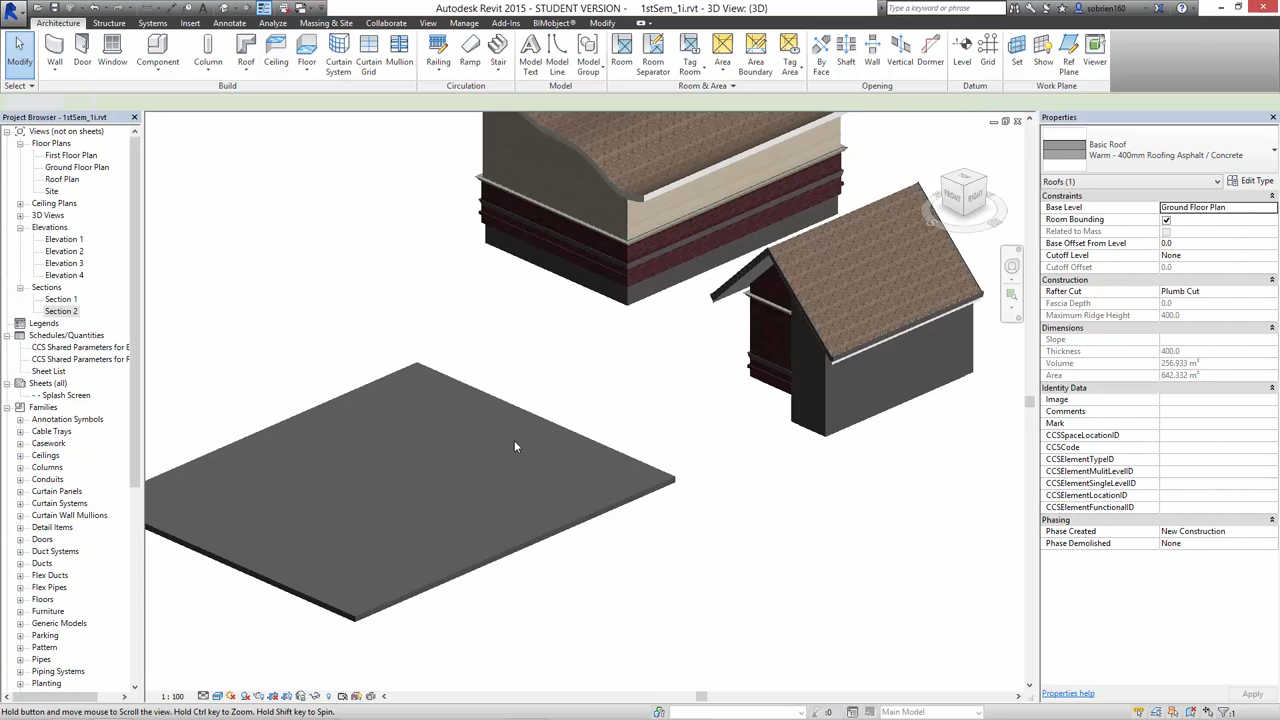 Autodesk Revit 2015 - STUDENT VERSION - 1stSem_1i.rvt - 3D View: {3D}
Type a keyword or phrase
sobrien160
Architecture Structure Systems Insert Annotate Analyze Massing & Site Collaborate View Manage Add-Ins BIMobject® Modify
Modify Wall Door Window Component Column Roof Ceiling Floor Curtain System Curtain Grid Mullion Railing Ramp Stair Model Text Model Line Model Group Room Room Separator Tag Room Area Area Boundary Tag Area By Face Shaft Wall Vertical Dormer Level Grid Set Show Ref Plane Viewer
Select Build Circulation Model Room & Area Opening Datum Work Plane
Project Browser - 1stSem_1i.rvt
Views (not on sheets)
Floor Plans
First Floor Plan
Ground Floor Plan
Roof Plan
Site
Ceiling Plans
3D Views
Elevations
Elevation 1
Elevation 2
Elevation 3
Elevation 4
Sections
Section 1
Section 2
Legends
Schedules/Quantities
CCS Shared Parameters for E
CCS Shared Parameters for F
Sheet List
Sheets (all)
- - Splash Screen
Families
Annotation Symbols
Cable Trays
Casework
Ceilings
Columns
Conduits
Curtain Panels
Curtain Systems
Curtain Wall Mullions
Detail Items
Doors
Duct Systems
Ducts
Flex Ducts
Flex Pipes
Floors
Furniture
Generic Models
Parking
Pattern
Pipes
Piping Systems
Planting
TOP
FRONT
RIGHT
Properties
Basic Roof
Warm - 400mm Roofing Asphalt / Concrete
Roofs (1)
Edit Type
Constraints
Base Level Ground Floor Plan
Room Bounding
Related to Mass
Base Offset From Level 0.0
Cutoff Level None
Cutoff Offset 0.0
Construction
Rafter Cut Plumb Cut
Fascia Depth 0.0
Maximum Ridge Height 400.0
Dimensions
Slope
Thickness 400.0
Volume 256.933 m³
Area 642.332 m²
Identity Data
Image
Comments
Mark
CCSSpaceLocationID
CCSCode
CCSElementTypeID
CCSElementMulitLevelID
CCSElementSingleLevelID
CCSElementLocationID
CCSElementFunctionalID
Phasing
Phase Created New Construction
Phase Demolished None
Properties help
Apply
1 : 100
Hold button and move mouse to Scroll the view. Hold Ctrl key to Zoom. Hold Shift key to Spin.
:0
Main Model
:1